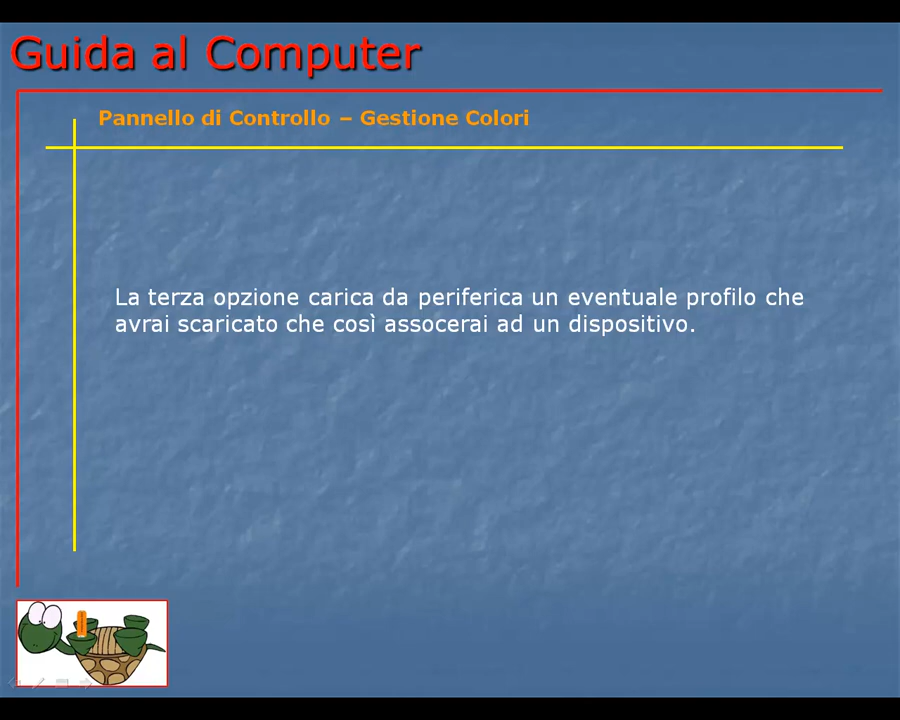 Guida al Computer
Pannello di Controllo – Gestione Colori
La terza opzione carica da periferica un eventuale profilo che
avrai scaricato che così assocerai ad un dispositivo.